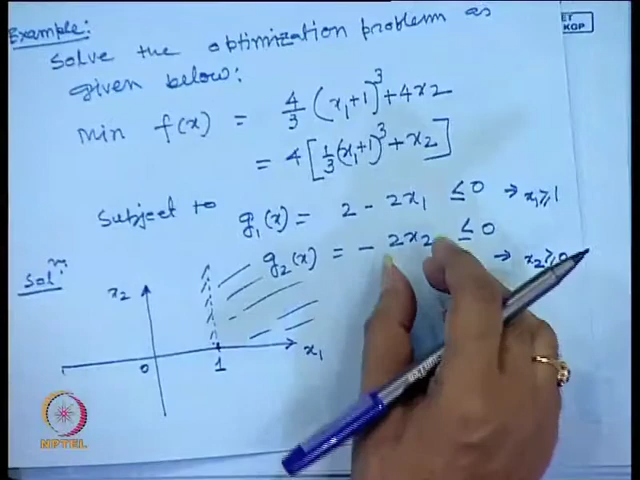 Example:
Solve the optimization problem as
given below:
Min f(x) = 4/3 (x₁+1)³ + 4x2
= 4[1/3(x₁+1)³ + x₂]
Subject to g₁(x) = 2 - 2x₁ ≤ 0 → x₁ ≥ 1
g₂(x) = - 2x₂ ≤ 0 → x₂ ≥ 0
Solⁿ
x₂
0
1
x₁
KGP
NPTEL